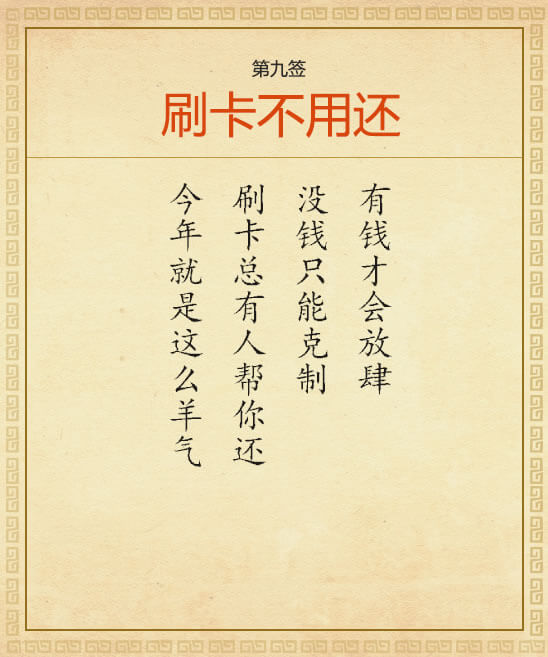 第九签
刷卡不用还
有钱才会放肆
没钱只能克制
刷卡总有人帮你还
今年就是这么羊气